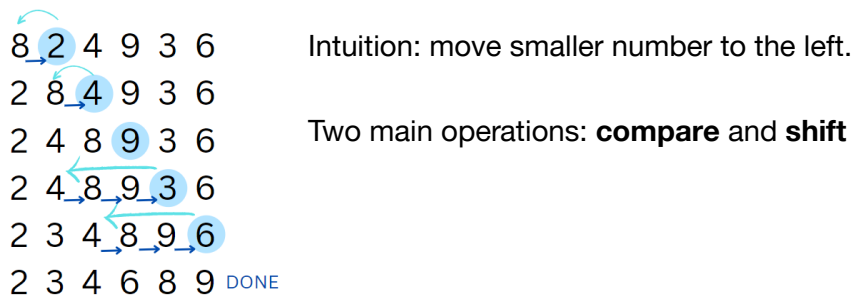 8 2 4 9 3 6
Intuition: move smaller number to the left.
2 8 4 9 3 6
Two main operations: compare and shift
2 4 8 9 3 6
2 4 8 9 3 6
2 3 4 8 9 6
2 3 4 6 8 9 DONE